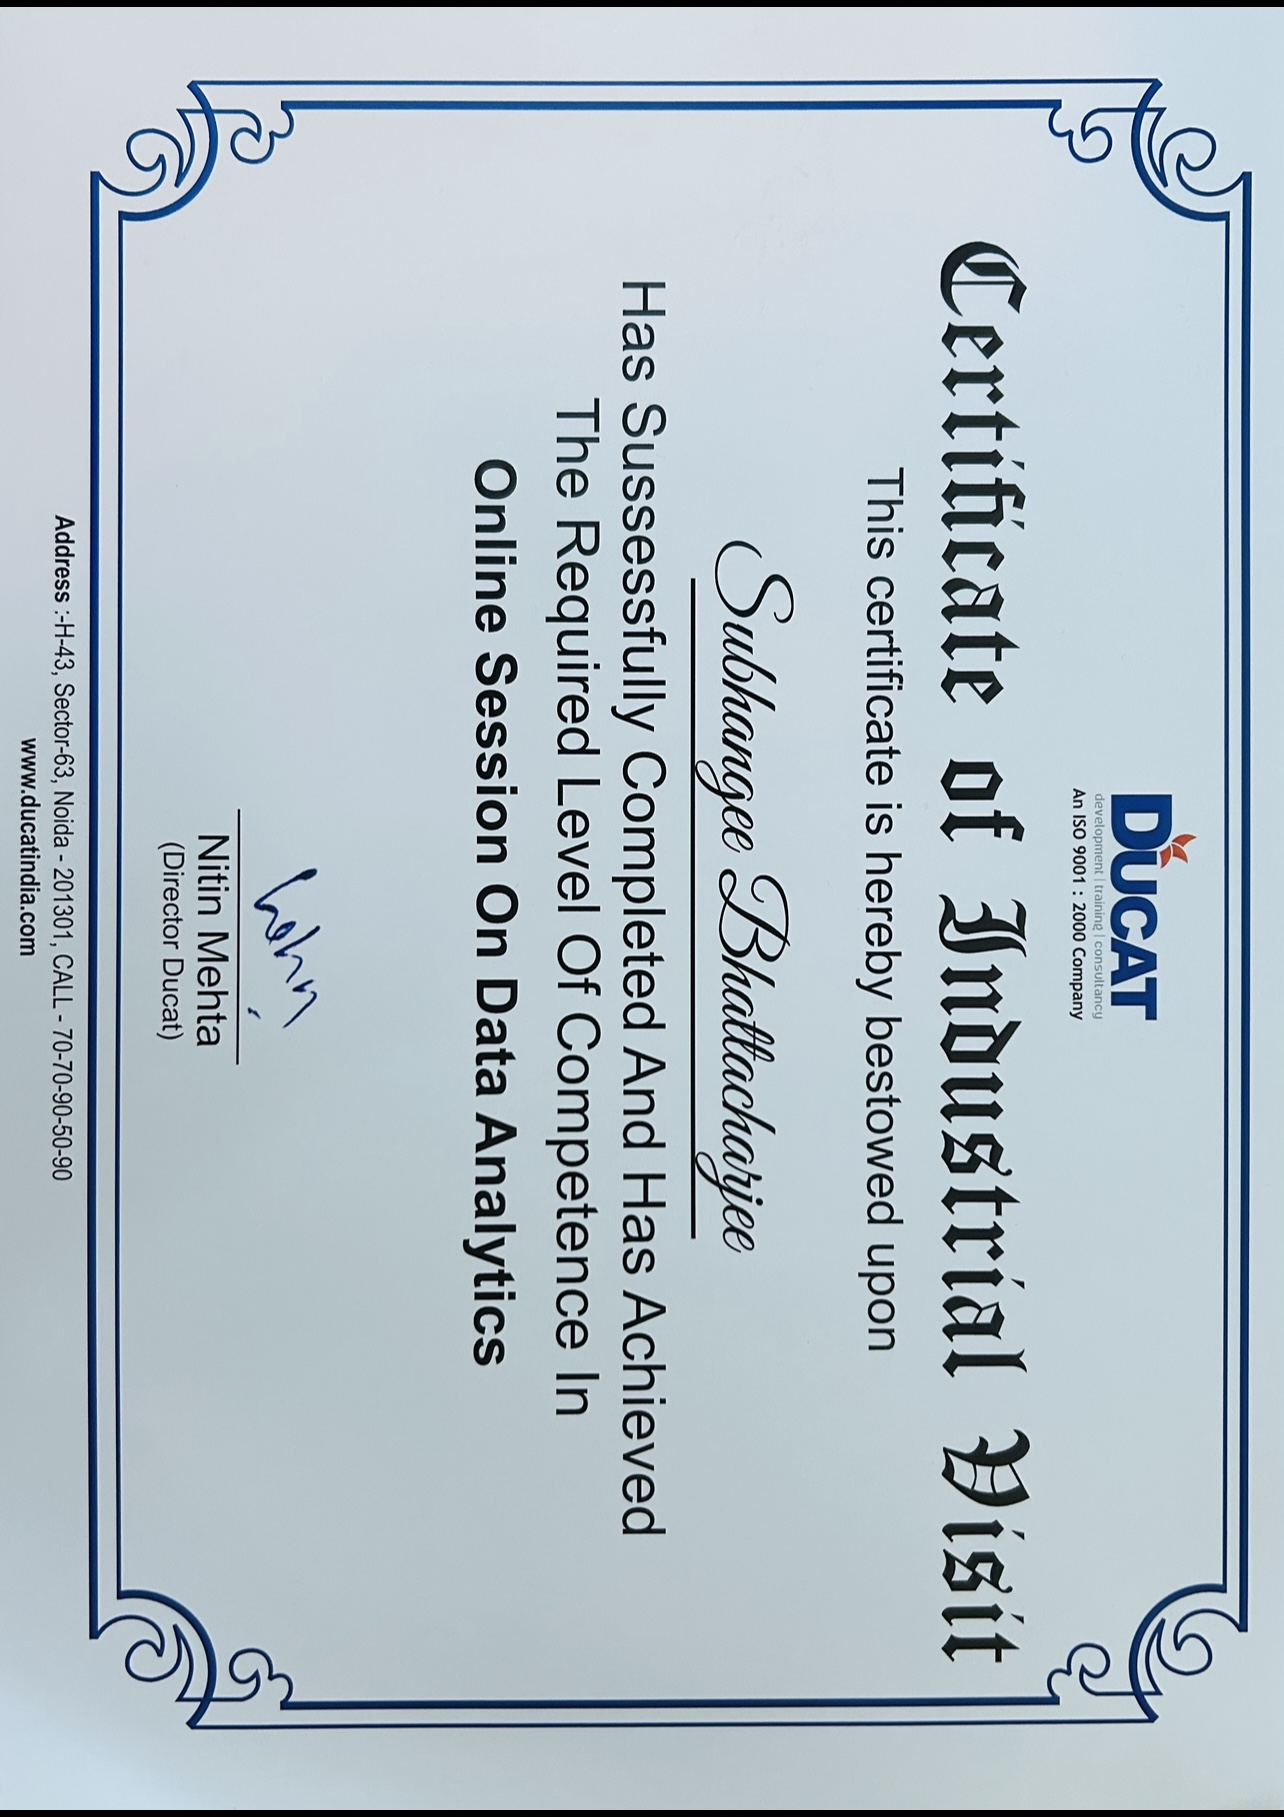 DUCAT
development | training | consultancy
An ISO 9001 : 2000 Company
Certificate of Industrial Visit
This certificate is hereby bestowed upon
Subhangee Bhattacharjee
Has Sussessfully Completed And Has Achieved
The Required Level Of Competence In
Online Session On Data Analytics
Nitin Mehta
(Director Ducat)
Address :-H-43, Sector-63, Noida - 201301, CALL - 70-70-90-50-90
www.ducatindia.com